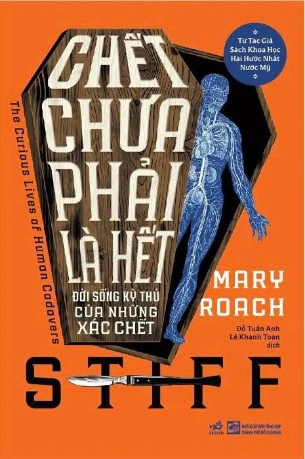 Từ Tác Giả
Sách Khoa Học
Hài Hước Nhất
Nước Mỹ
CHẾT
CHƯA
PHẢI
LÀ HẾT
ĐỜI SỐNG KỲ THÚ
CỦA NHỮNG
XÁC CHẾT
The Curious Lives of Human Cadavers
MARY
ROACH
Đỗ Tuấn Anh
Lê Khánh Toàn
dịch
STIFF